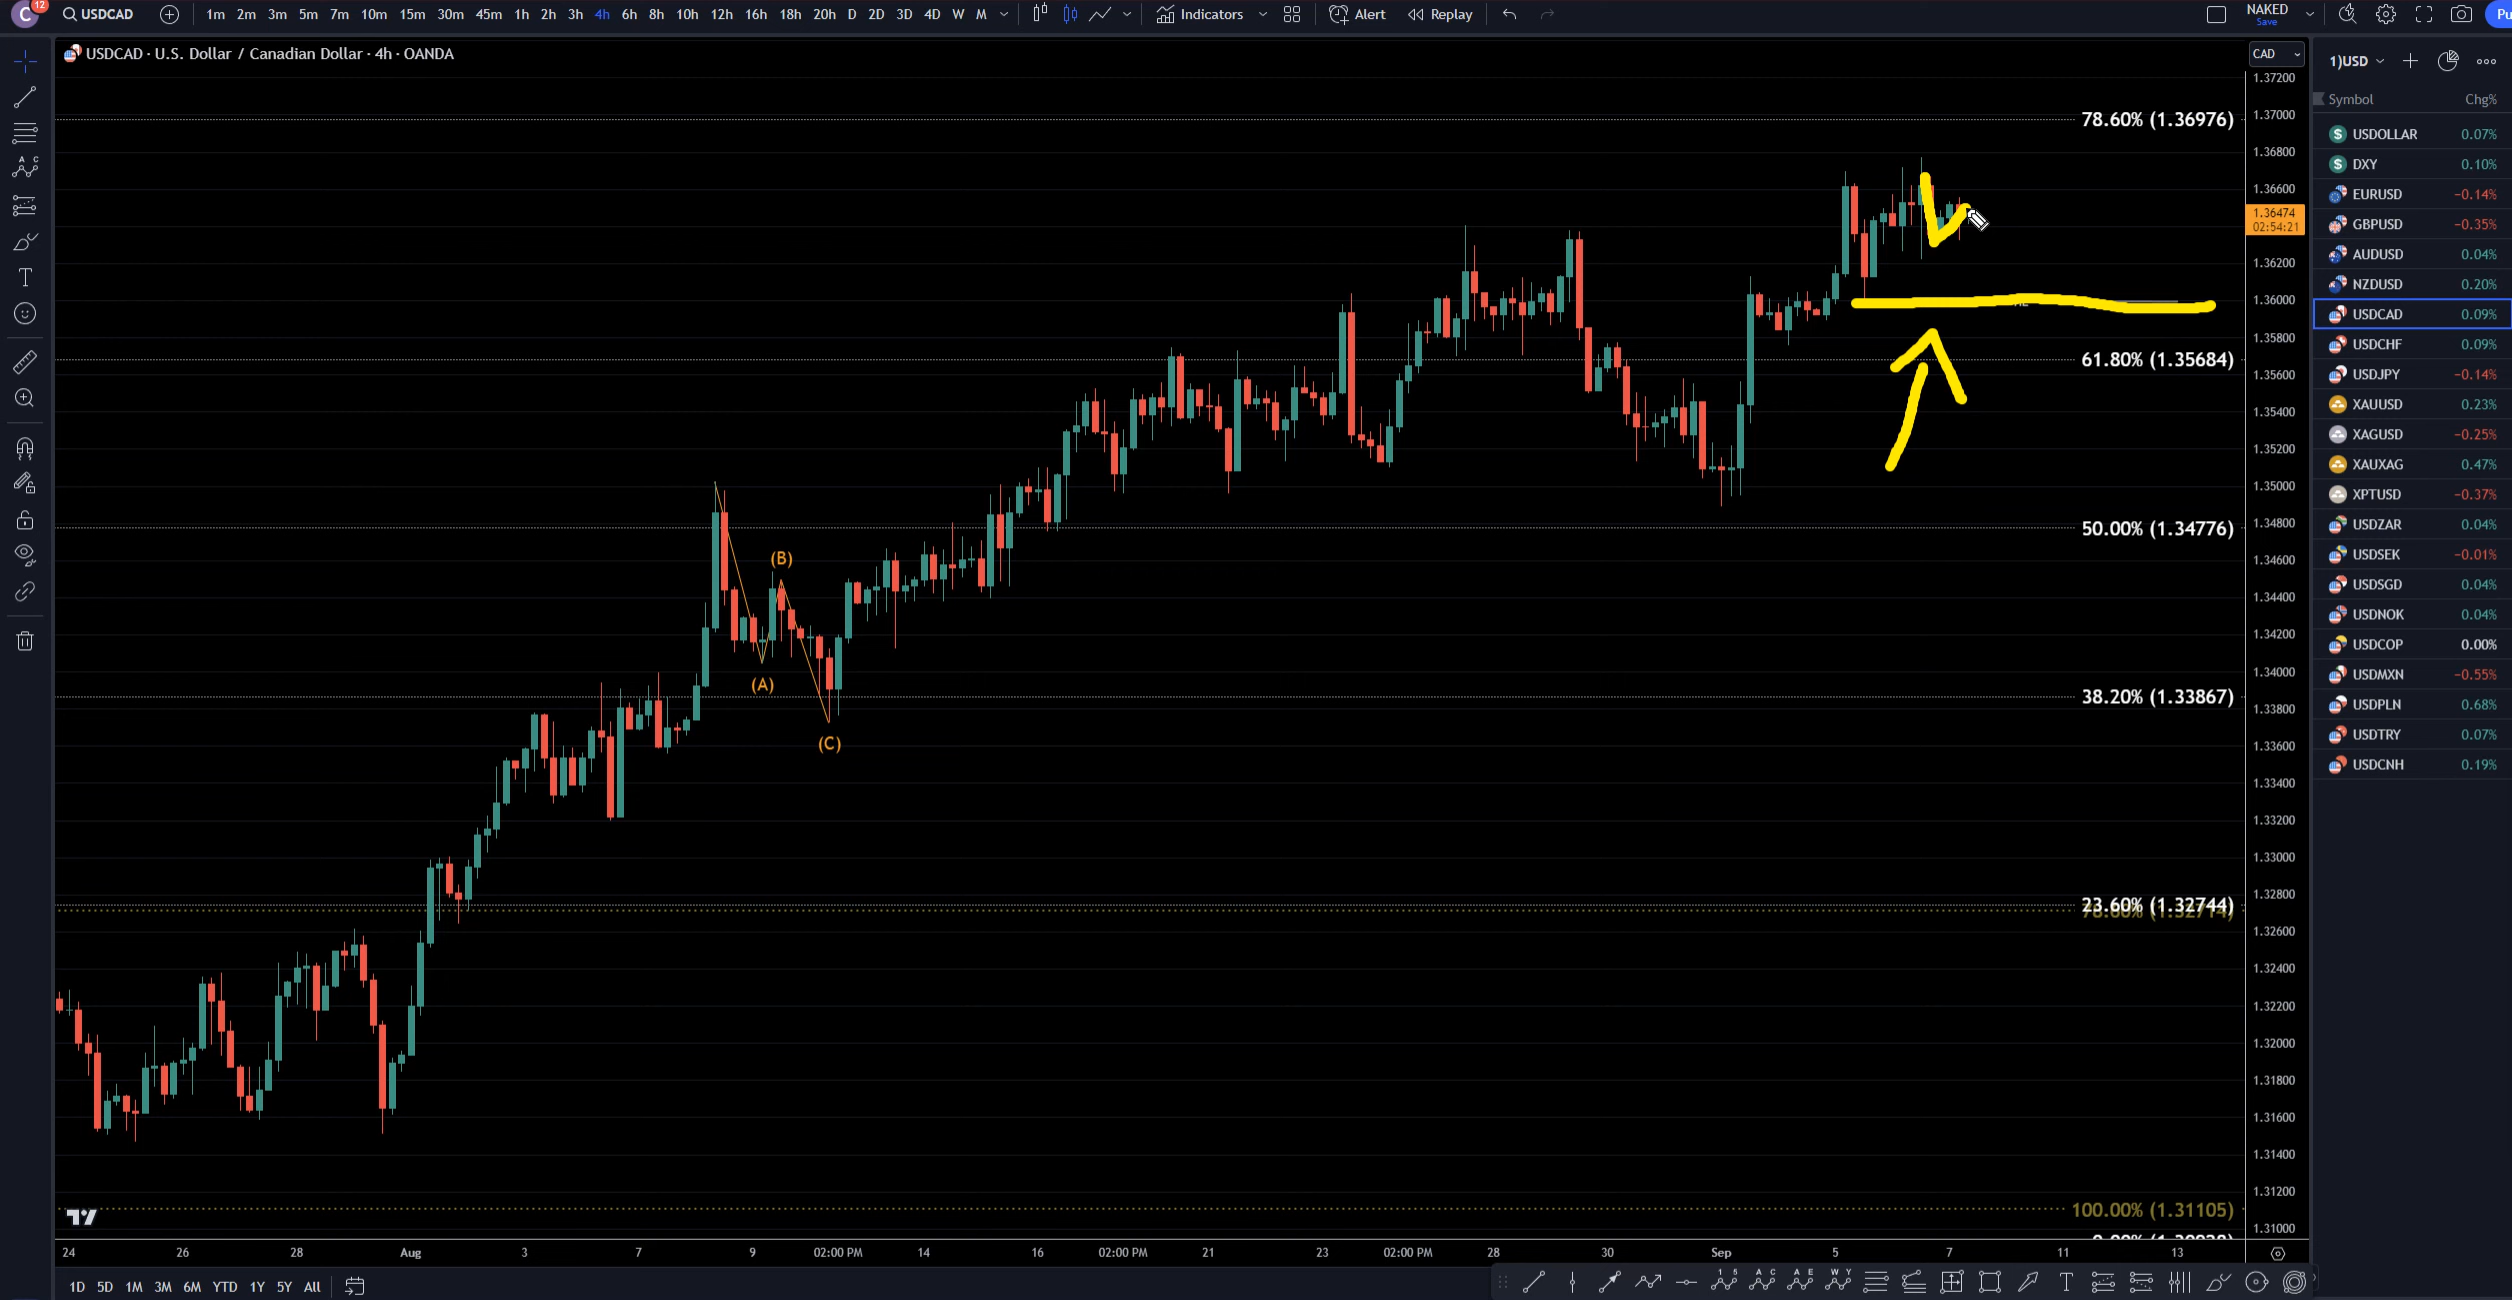 C 12 USDCAD 1m 2m 3m 5m 7m 10m 15m 30m 45m 1h 2h 3h 4h 6h 8h 10h 12h 16h 18h 20h D 2D 3D 4D W M Indicators Alert Replay NAKED Save Pu
USDCAD · U.S. Dollar / Canadian Dollar · 4h · OANDA
CAD
1)USD
Symbol Chg%
USDOLLAR 0.07%
DXY 0.10%
EURUSD −0.14%
GBPUSD −0.35%
AUDUSD 0.04%
NZDUSD 0.20%
USDCAD 0.09%
USDCHF 0.09%
USDJPY −0.14%
XAUUSD 0.23%
XAGUSD −0.25%
XAUXAG 0.47%
XPTUSD −0.37%
USDZAR 0.04%
USDSEK −0.01%
USDSGD 0.04%
USDNOK 0.04%
USDCOP 0.00%
USDMXN −0.55%
USDPLN 0.68%
USDTRY 0.07%
USDCNH 0.19%
78.60% (1.36976)
61.80% (1.35684)
50.00% (1.34776)
38.20% (1.33867)
23.60% (1.32744)
78.60% (1.32714)
100.00% (1.31105)
(B)
(A)
(C)
1.37200
1.37000
1.36800
1.36600
1.36474
02:54:21
1.36200
1.36000
1.35800
1.35600
1.35400
1.35200
1.35000
1.34800
1.34600
1.34400
1.34200
1.34000
1.33800
1.33600
1.33400
1.33200
1.33000
1.32800
1.32600
1.32400
1.32200
1.32000
1.31800
1.31600
1.31400
1.31200
1.31000
24 26 28 Aug 3 7 9 02:00 PM 14 16 02:00 PM 21 23 02:00 PM 28 30 Sep 5 7 11 13
1D 5D 1M 3M 6M YTD 1Y 5Y All